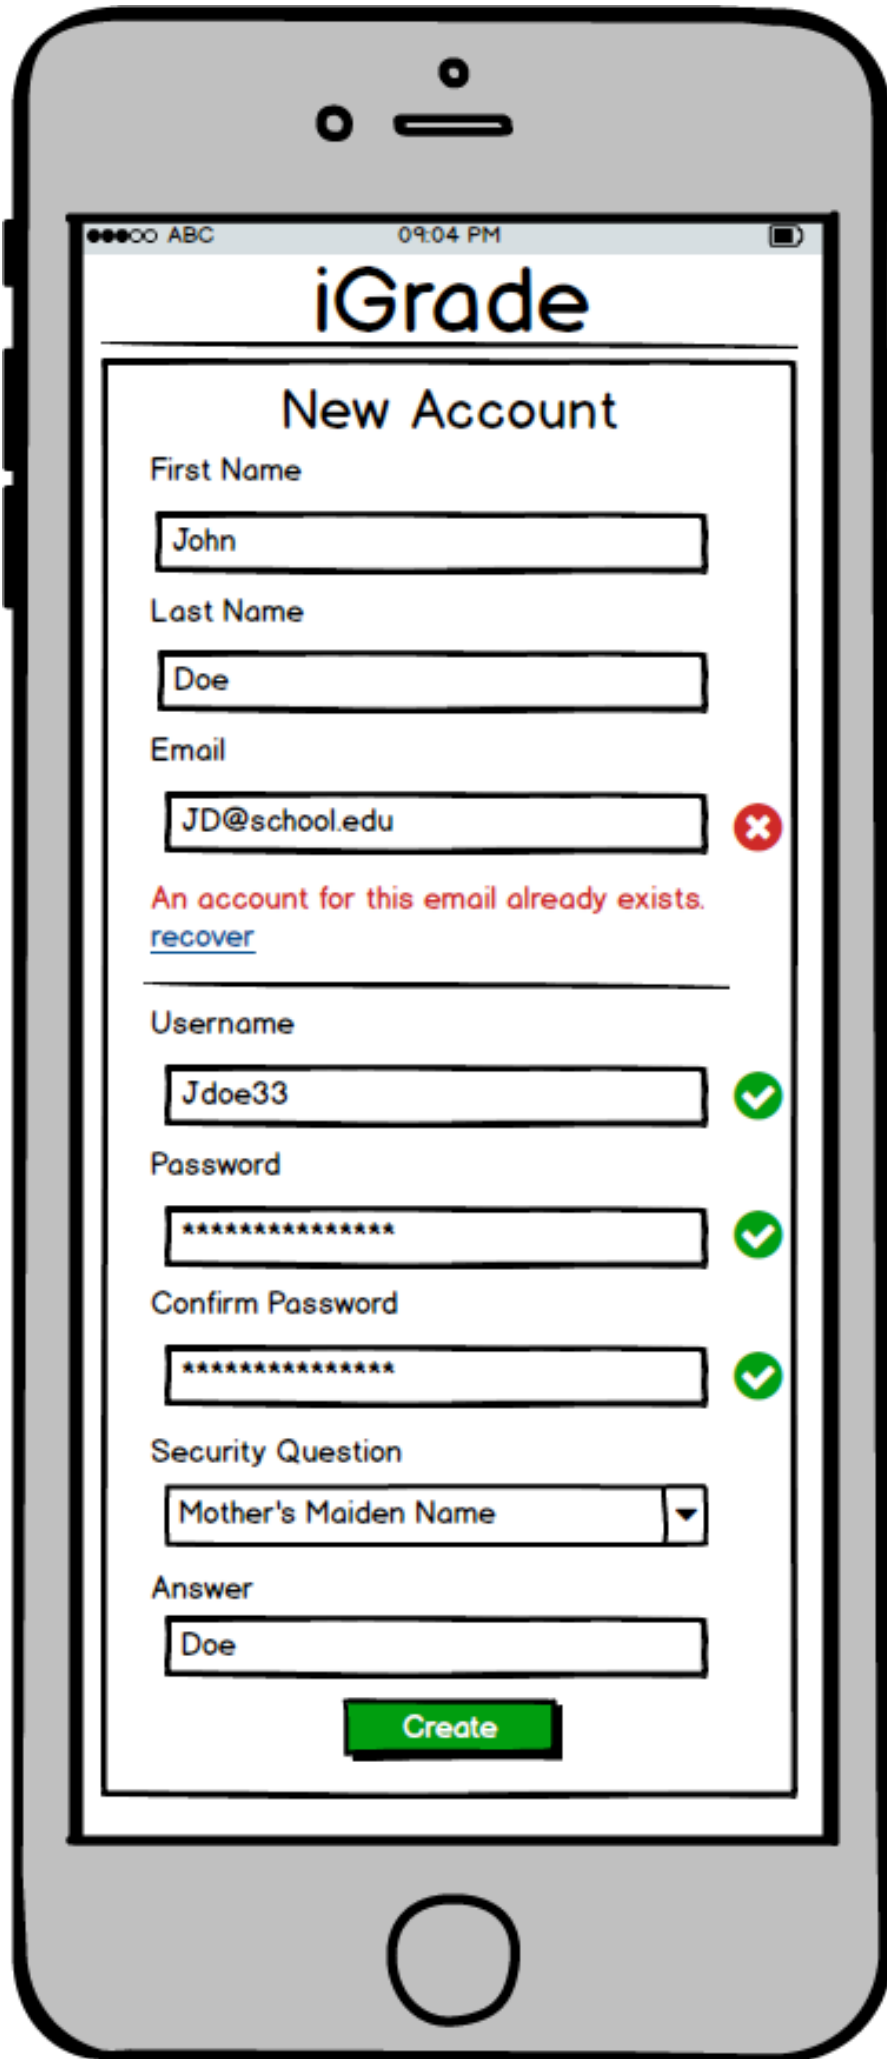 ABC 09:04 PM
iGrade
New Account
First Name
John
Last Name
Doe
Email
JD@school.edu
An account for this email already exists.
recover
Username
Jdoe33
Password
***************
Confirm Password
***************
Security Question
Mother's Maiden Name
Answer
Doe
Create